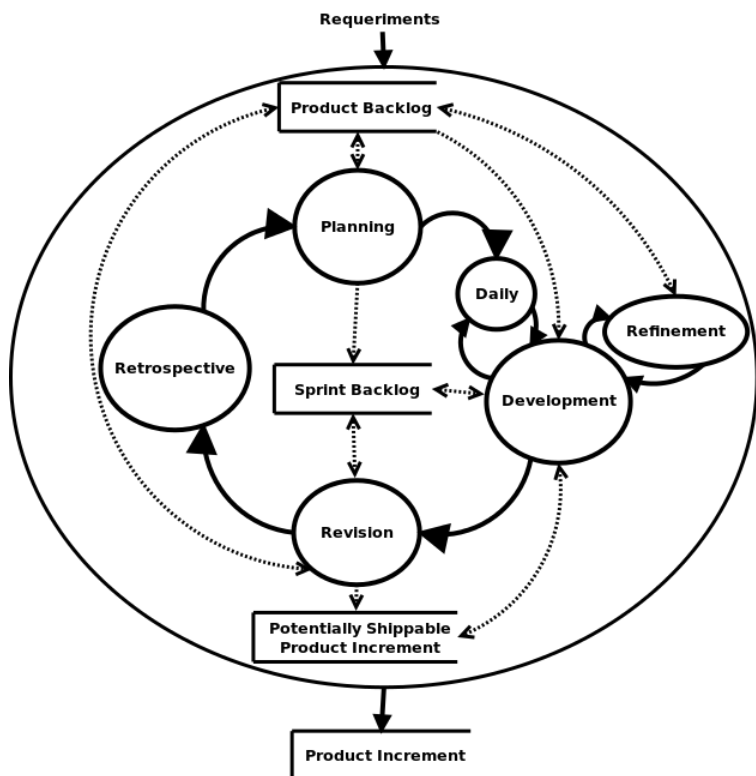 Requeriments
Product Backlog
Planning
Daily
Refinement
Retrospective
Sprint Backlog
Development
Revision
Potentially Shippable
Product Increment
Product Increment